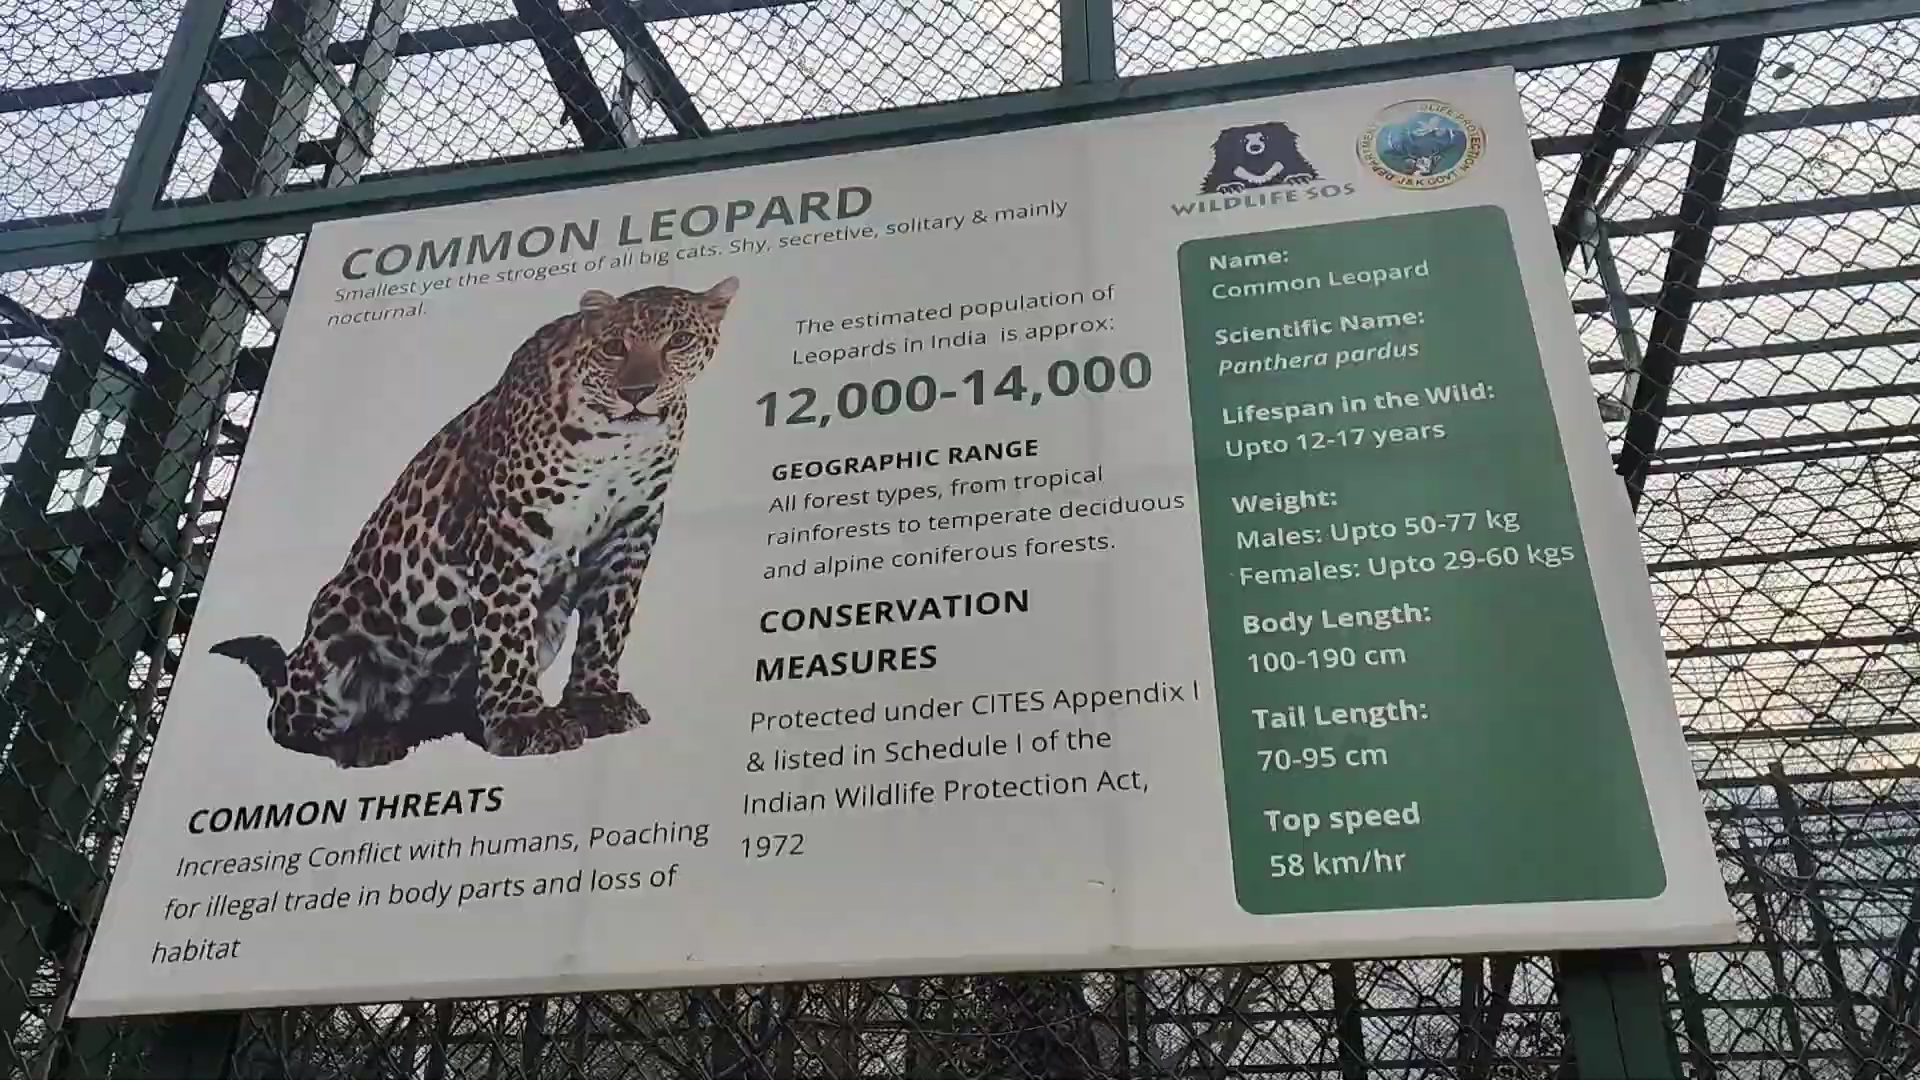 COMMON LEOPARD
Smallest yet the strogest of all big cats. Shy, secretive, solitary & mainly
nocturnal.
The estimated population of
Leopards in India is approx:
12,000-14,000
GEOGRAPHIC RANGE
All forest types, from tropical
rainforests to temperate deciduous
and alpine coniferous forests.
CONSERVATION
MEASURES
Protected under CITES Appendix I
& listed in Schedule I of the
Indian Wildlife Protection Act,
1972
COMMON THREATS
Increasing Conflict with humans, Poaching
for illegal trade in body parts and loss of
habitat
WILDLIFE SOS
DEPARTMENT
PROTECTION
J&K GOVT.
Name:
Common Leopard
Scientific Name:
Panthera pardus
Lifespan in the Wild:
Upto 12-17 years
Weight:
Males: Upto 50-77 kg
Females: Upto 29-60 kgs
Body Length:
100-190 cm
Tail Length:
70-95 cm
Top speed
58 km/hr